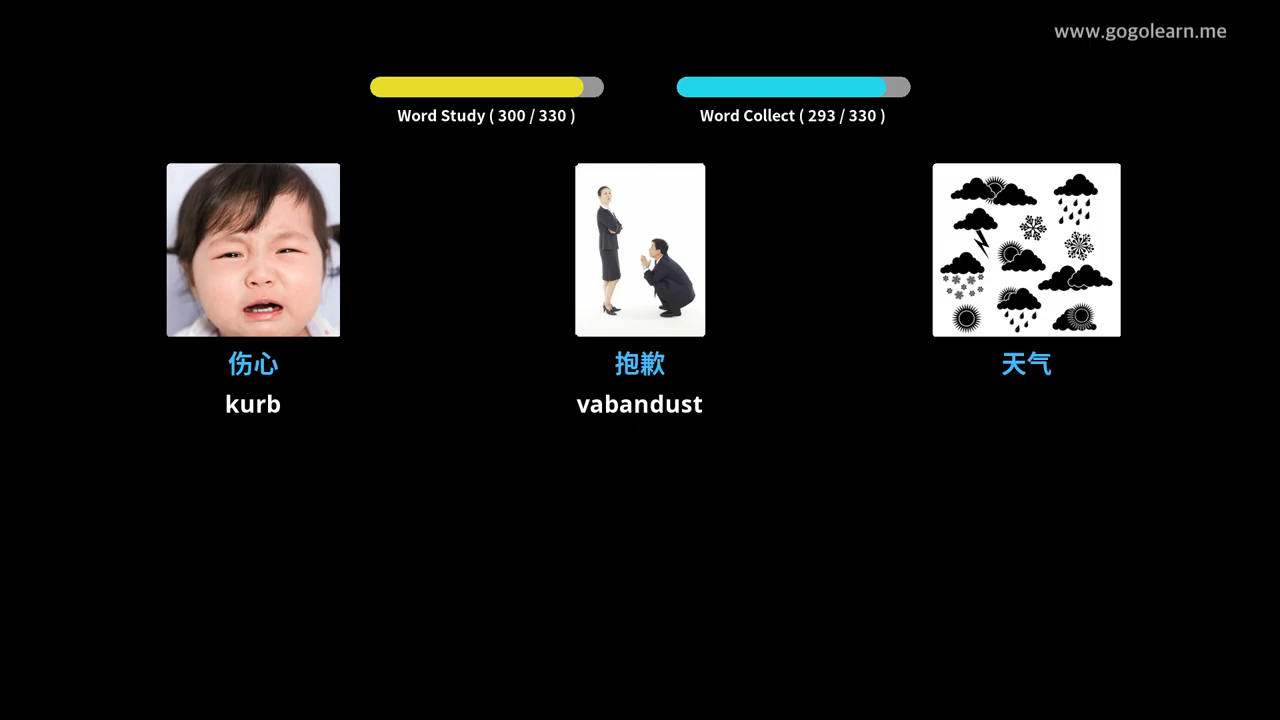 www.gogolearn.me
Word Study ( 300 / 330 )
Word Collect ( 293 / 330 )
伤心
抱歉
天气
kurb
vabandust